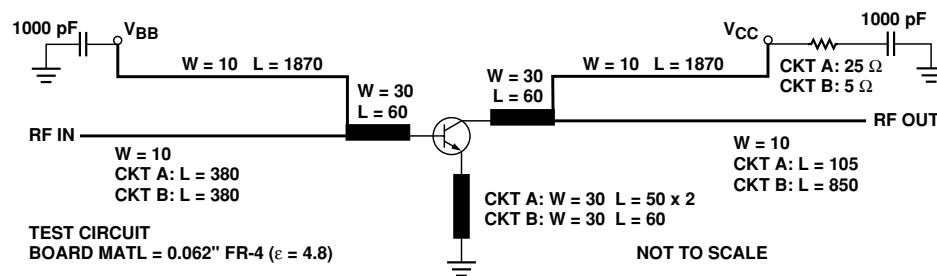 1000 pF
VBB
W = 10 L = 1870
W = 30
L = 60
RF IN
W = 10
CKT A: L = 380
CKT B: L = 380
TEST CIRCUIT
BOARD MATL = 0.062" FR-4 (ε = 4.8)
W = 30
L = 60
W = 10 L = 1870
VCC
1000 pF
CKT A: 25 Ω
CKT B: 5 Ω
RF OUT
W = 10
CKT A: L = 105
CKT B: L = 850
CKT A: W = 30 L = 50 x 2
CKT B: W = 30 L = 60
NOT TO SCALE